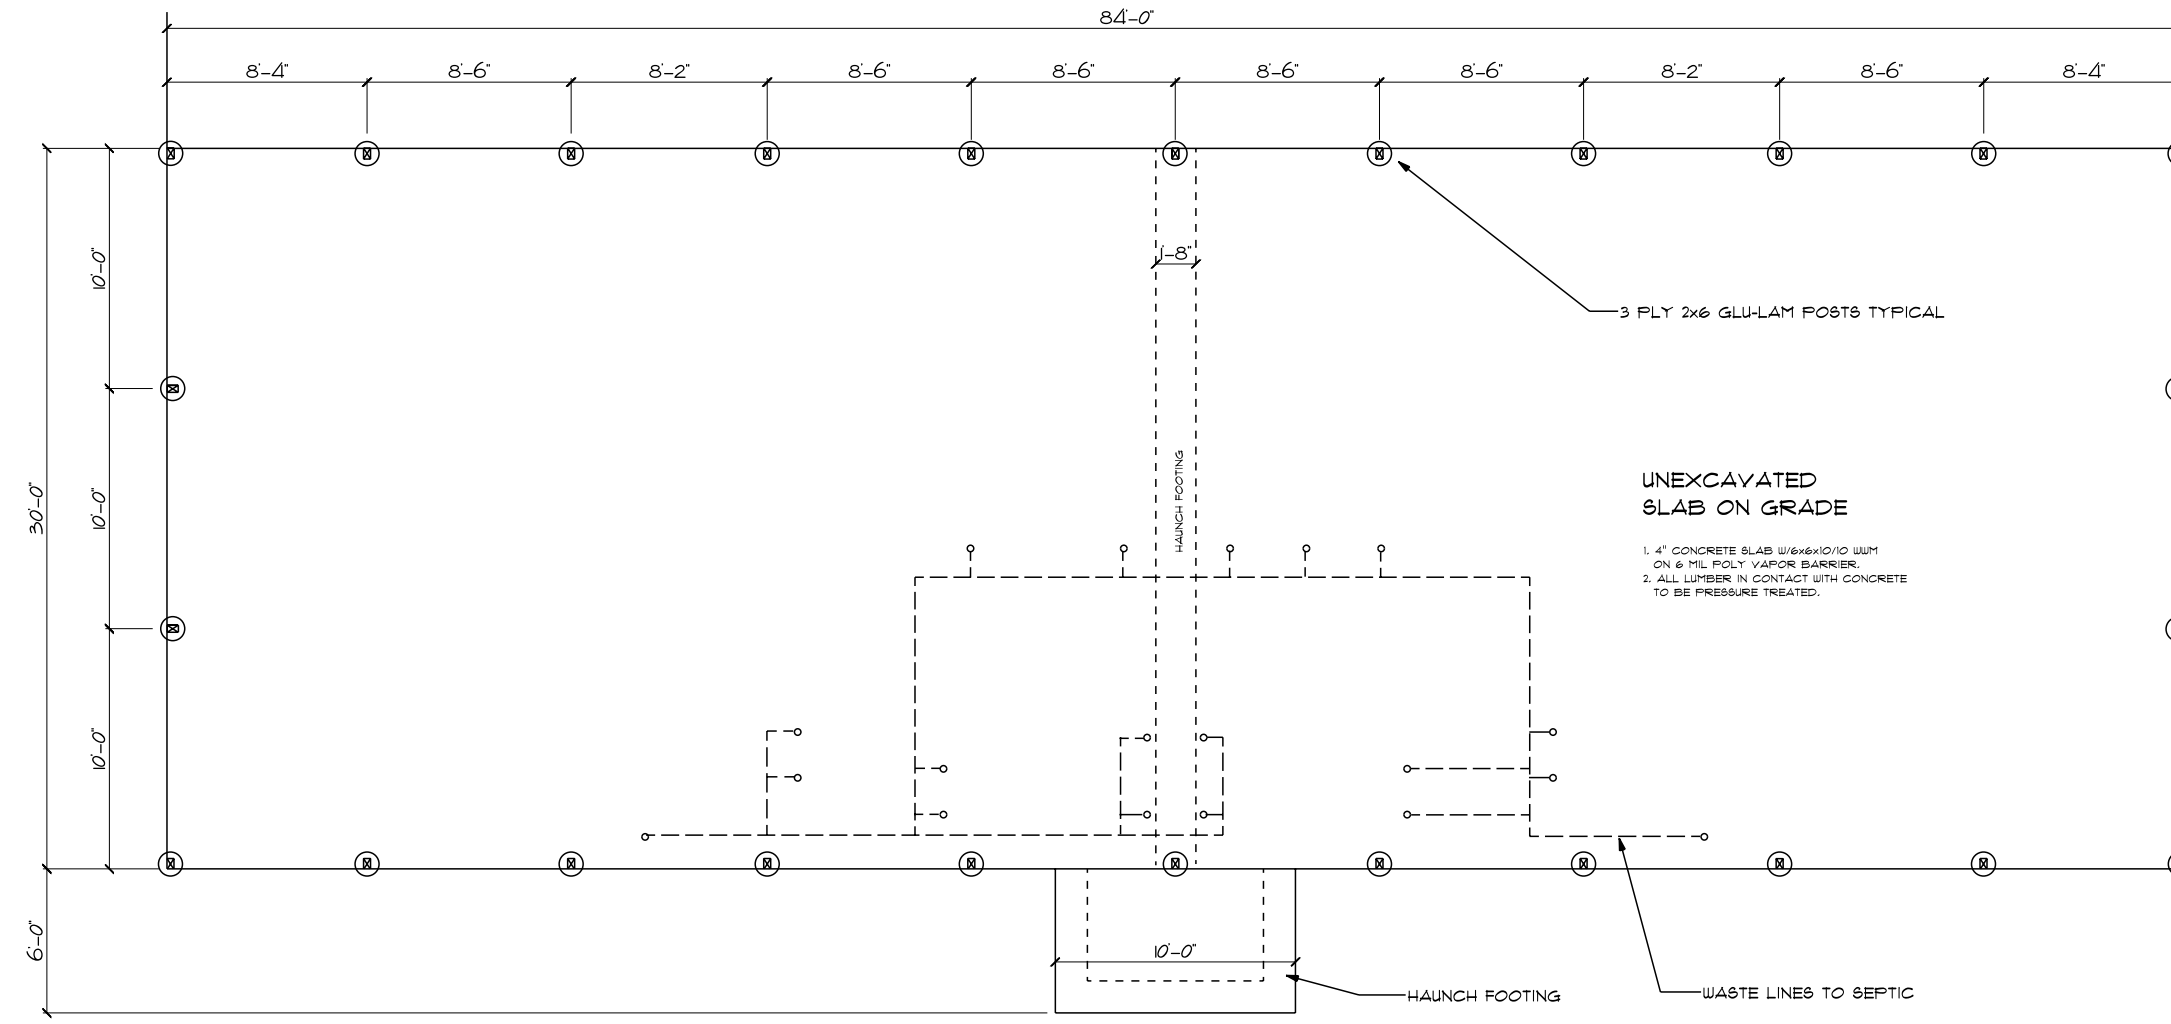 84'-0"
8'-4"
8'-6"
8'-2"
8'-6"
8'-6"
8'-6"
8'-6"
8'-2"
8'-6"
8'-4"
10'-0"
1'-8"
3 PLY 2x6 GLU-LAM POSTS TYPICAL
30'-0"
10'-0"
HAUNCH FOOTING
UNEXCAVATED
SLAB ON GRADE
1. 4" CONCRETE SLAB W/6x6x10/10 WWM
ON 6 MIL POLY VAPOR BARRIER.
2. ALL LUMBER IN CONTACT WITH CONCRETE
TO BE PRESSURE TREATED.
10'-0"
6'-0"
10'-0"
HAUNCH FOOTING
WASTE LINES TO SEPTIC